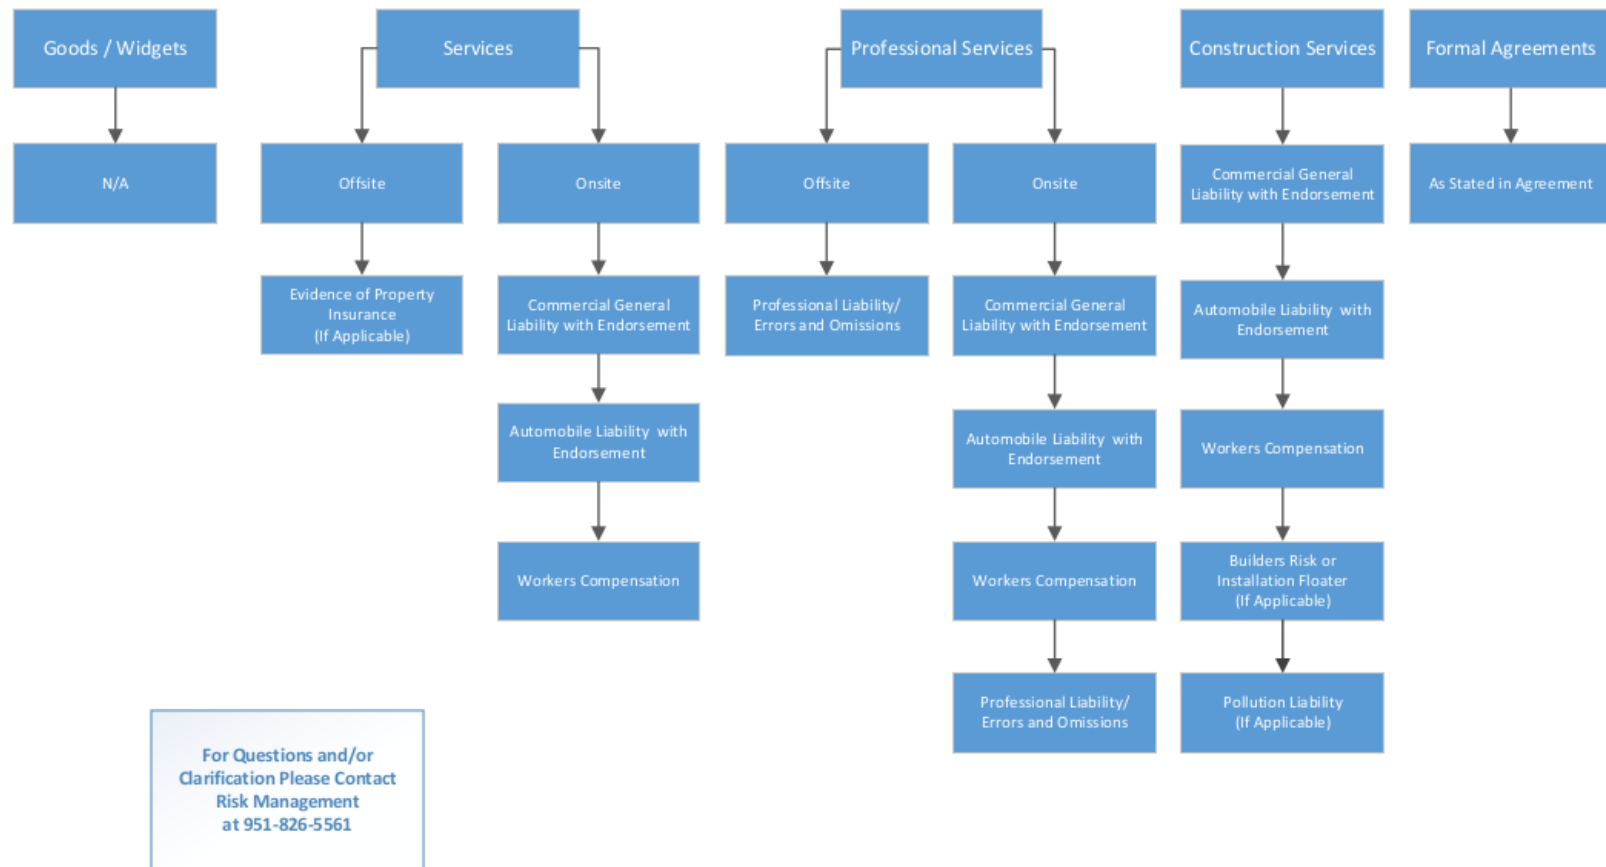 Goods / Widgets
Services
Professional Services
Construction Services
Formal Agreements
N/A
Offsite
Onsite
Offsite
Onsite
Commercial General
Liability with Endorsement
As Stated in Agreement
Evidence of Property
Insurance
(If Applicable)
Commercial General
Liability with Endorsement
Professional Liability/
Errors and Omissions
Commercial General
Liability with Endorsement
Automobile Liability with
Endorsement
Automobile Liability with
Endorsement
Automobile Liability with
Endorsement
Workers Compensation
Workers Compensation
Workers Compensation
Builders Risk or
Installation Floater
(If Applicable)
Professional Liability/
Errors and Omissions
Pollution Liability
(If Applicable)
For Questions and/or
Clarification Please Contact
Risk Management
at 951-826-5561